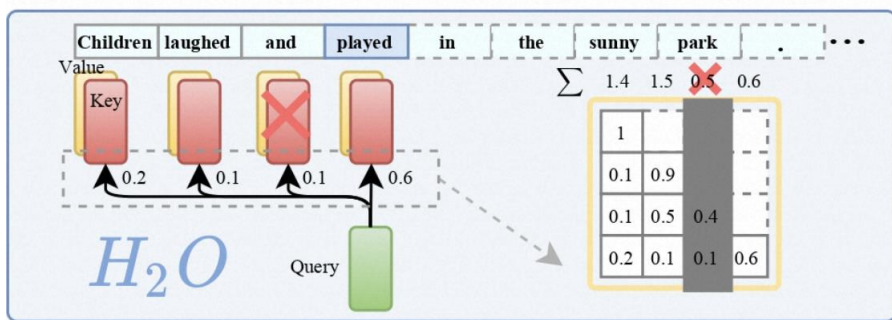 Children laughed and played in the sunny park . ...
Value
Key
∑ 1.4 1.5 0.5 0.6
1
0.2 0.1 0.1 0.6
0.1 0.9
0.1 0.5 0.4
0.2 0.1 0.1 0.6
H₂O
Query